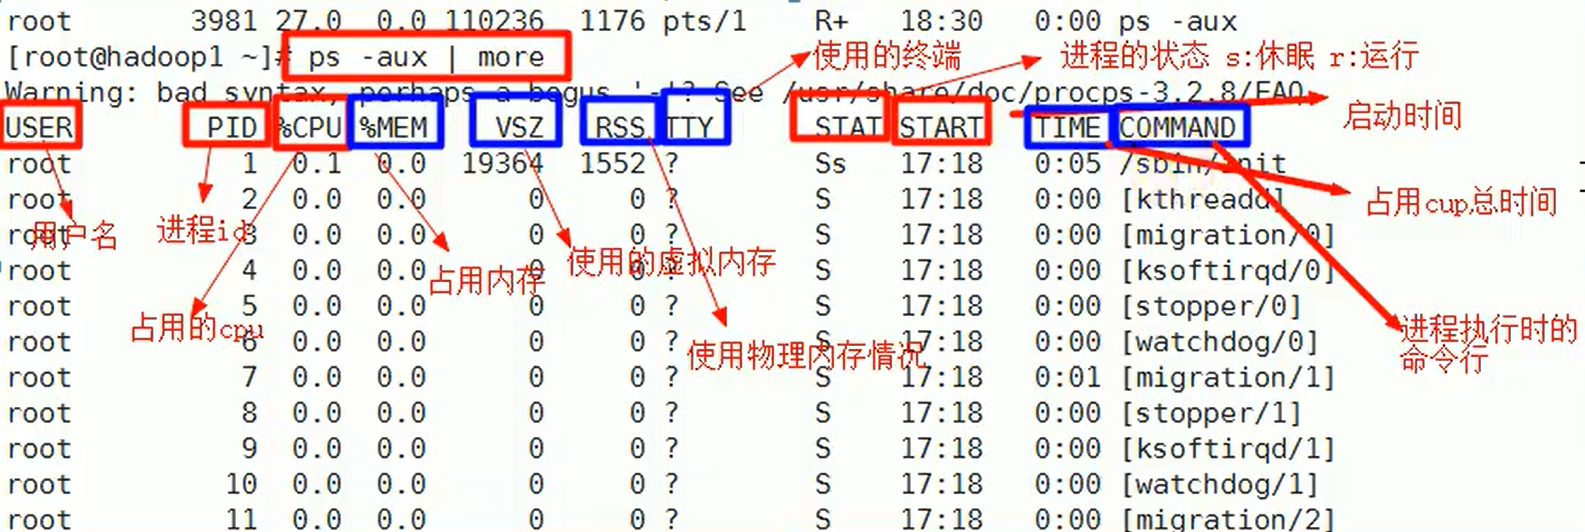 root 3981 27.0 0.0 110236 1176 pts/1 R+ 18:30 0:00 ps -aux
[root@hadoop1 ~]# ps -aux | more
使用的终端
进程的状态 s:休眠 r:运行
Warning: bad syntax, perhaps a bogus '-'? See /usr/share/doc/procps-3.2.8/FAQ
启动时间
USER PID %CPU %MEM VSZ RSS TTY STAT START TIME COMMAND
root 1 0.1 0.0 19364 1552 ? Ss 17:18 0:05 /sbin/init
root 2 0.0 0.0 0 0 ? S 17:18 0:00 [kthreadd]
占用cup总时间
用户名
进程id
root 3 0.0 0.0 0 0 ? S 17:18 0:00 [migration/0]
使用的虚拟内存
占用内存
root 4 0.0 0.0 0 0 ? S 17:18 0:00 [ksoftirqd/0]
root 5 0.0 0.0 0 0 ? S 17:18 0:00 [stopper/0]
占用的cpu
进程执行时的
命令行
root 6 0.0 0.0 0 0 ? S 17:18 0:00 [watchdog/0]
使用物理内存情况
root 7 0.0 0.0 0 0 ? S 17:18 0:01 [migration/1]
root 8 0.0 0.0 0 0 ? S 17:18 0:00 [stopper/1]
root 9 0.0 0.0 0 0 ? S 17:18 0:00 [ksoftirqd/1]
root 10 0.0 0.0 0 0 ? S 17:18 0:00 [watchdog/1]
root 11 0.0 0.0 0 0 ? S 17:18 0:00 [migration/2]